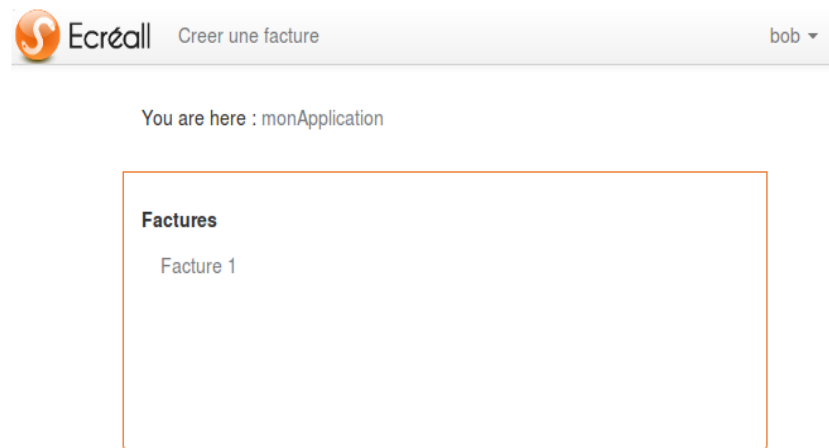 Ecréall Creer une facture bob
You are here : monApplication
Factures
Facture 1